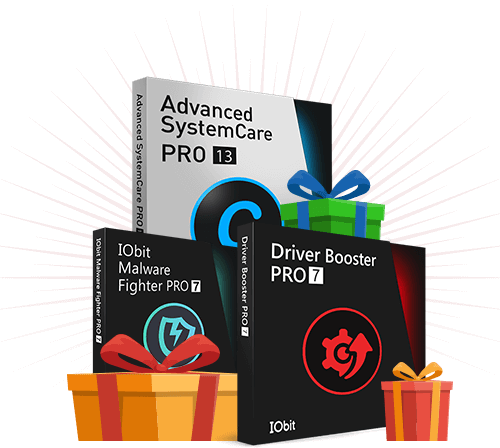 Advanced
SystemCare
PRO 13
Advanced SystemCare PRO
IObit
Malware
Fighter PRO 7
IObit Malware Fighter PRO 7
Driver Booster
PRO 7
Driver Booster PRO 7
IObit